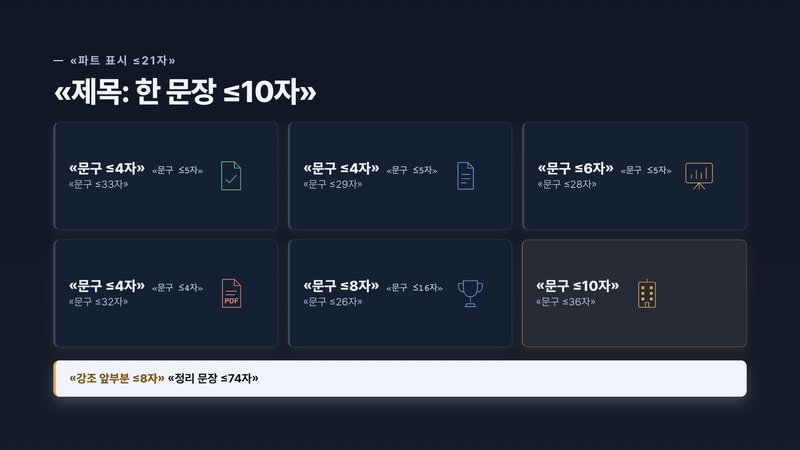 — «파트 표시 ≤21자»
«제목: 한 문장 ≤10자»
«문구 ≤4자» «문구 ≤5자»
«문구 ≤33자»
«문구 ≤4자» «문구 ≤5자»
«문구 ≤29자»
«문구 ≤6자» «문구 ≤5자»
«문구 ≤28자»
«문구 ≤4자» «문구 ≤4자»
«문구 ≤32자»
PDF
«문구 ≤8자» «문구 ≤16자»
«문구 ≤26자»
«문구 ≤10자»
«문구 ≤36자»
«강조 앞부분 ≤8자» «정리 문장 ≤74자»